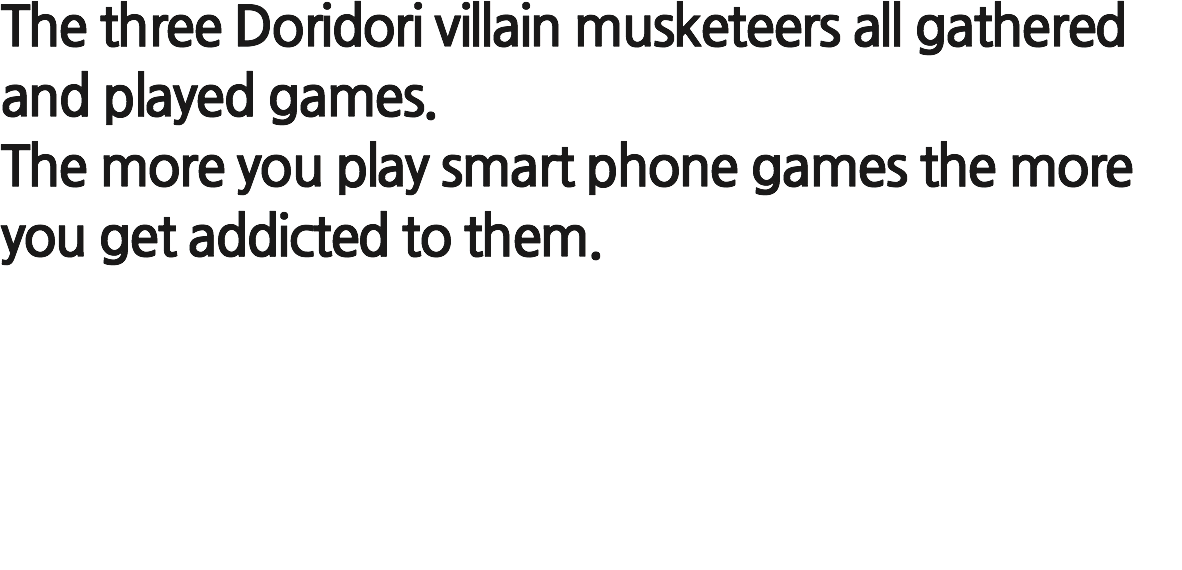 The three Doridori villain musketeers all gathered
and played games.
The more you play smart phone games the more
you get addicted to them.